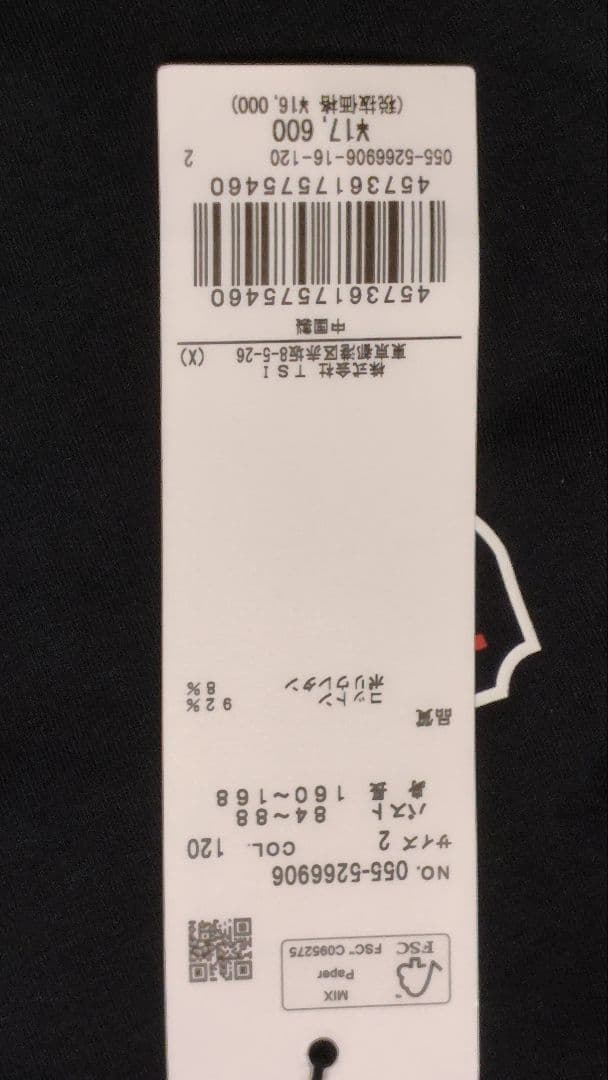 MIX
Paper
FSC FSC™ C095275
NO. 055-5266906
サイズ 2 COL. 120
バスト 84~88
身 長 160~168
品質
コットン 92%
ポリウレタン 8%
株式会社 TSI
東京都港区赤坂8-5-26 (X)
中国製
4573617575460
4573617575460
055-5266906-16-120 2
¥17,600
(税抜価格 ¥16,000)